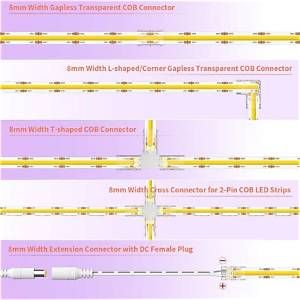 8mm Width Gapless Transparent COB Connector
8mm Width L-shaped/Corner Gapless Transparent COB Connector
8mm Width T-shaped COB Connector
8mm Width Cross Connector for 2-Pin COB LED Strips
8mm Width Extension Connector with DC Female Plug